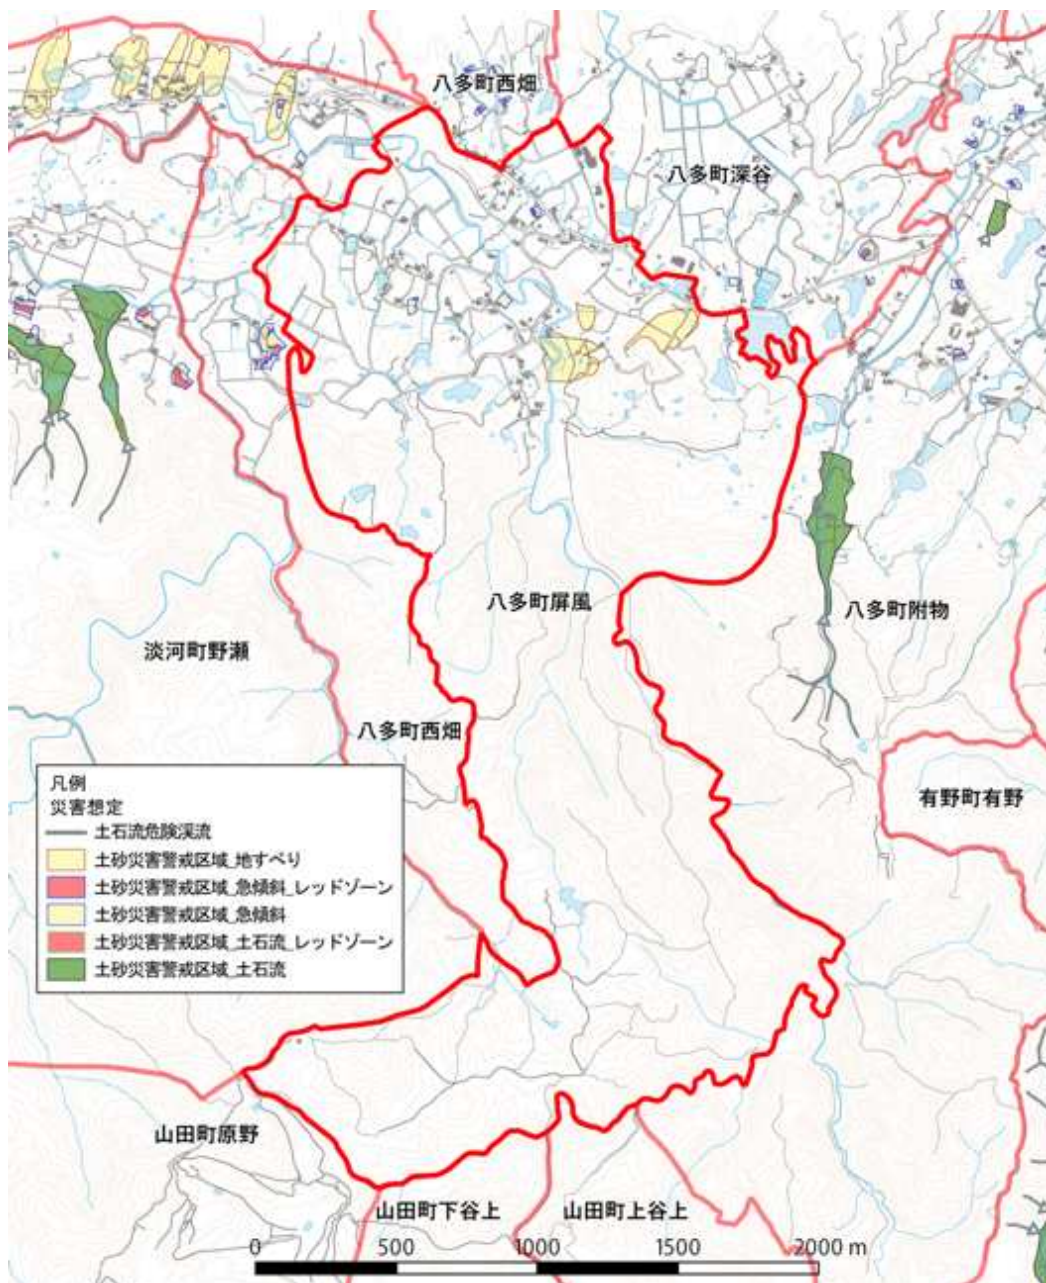 八多町西畑
八多町深谷
八多町屏風
八多町附物
淡河町野瀬
八多町西畑
有野町有野
凡例
災害想定
土石流危険渓流
土砂災害警戒区域_地すべり
土砂災害警戒区域_急傾斜_レッドゾーン
土砂災害警戒区域_急傾斜
土砂災害警戒区域_土石流_レッドゾーン
土砂災害警戒区域_土石流
山田町原野
山田町下谷上
山田町上谷上
0 500 1000 1500 2000 m